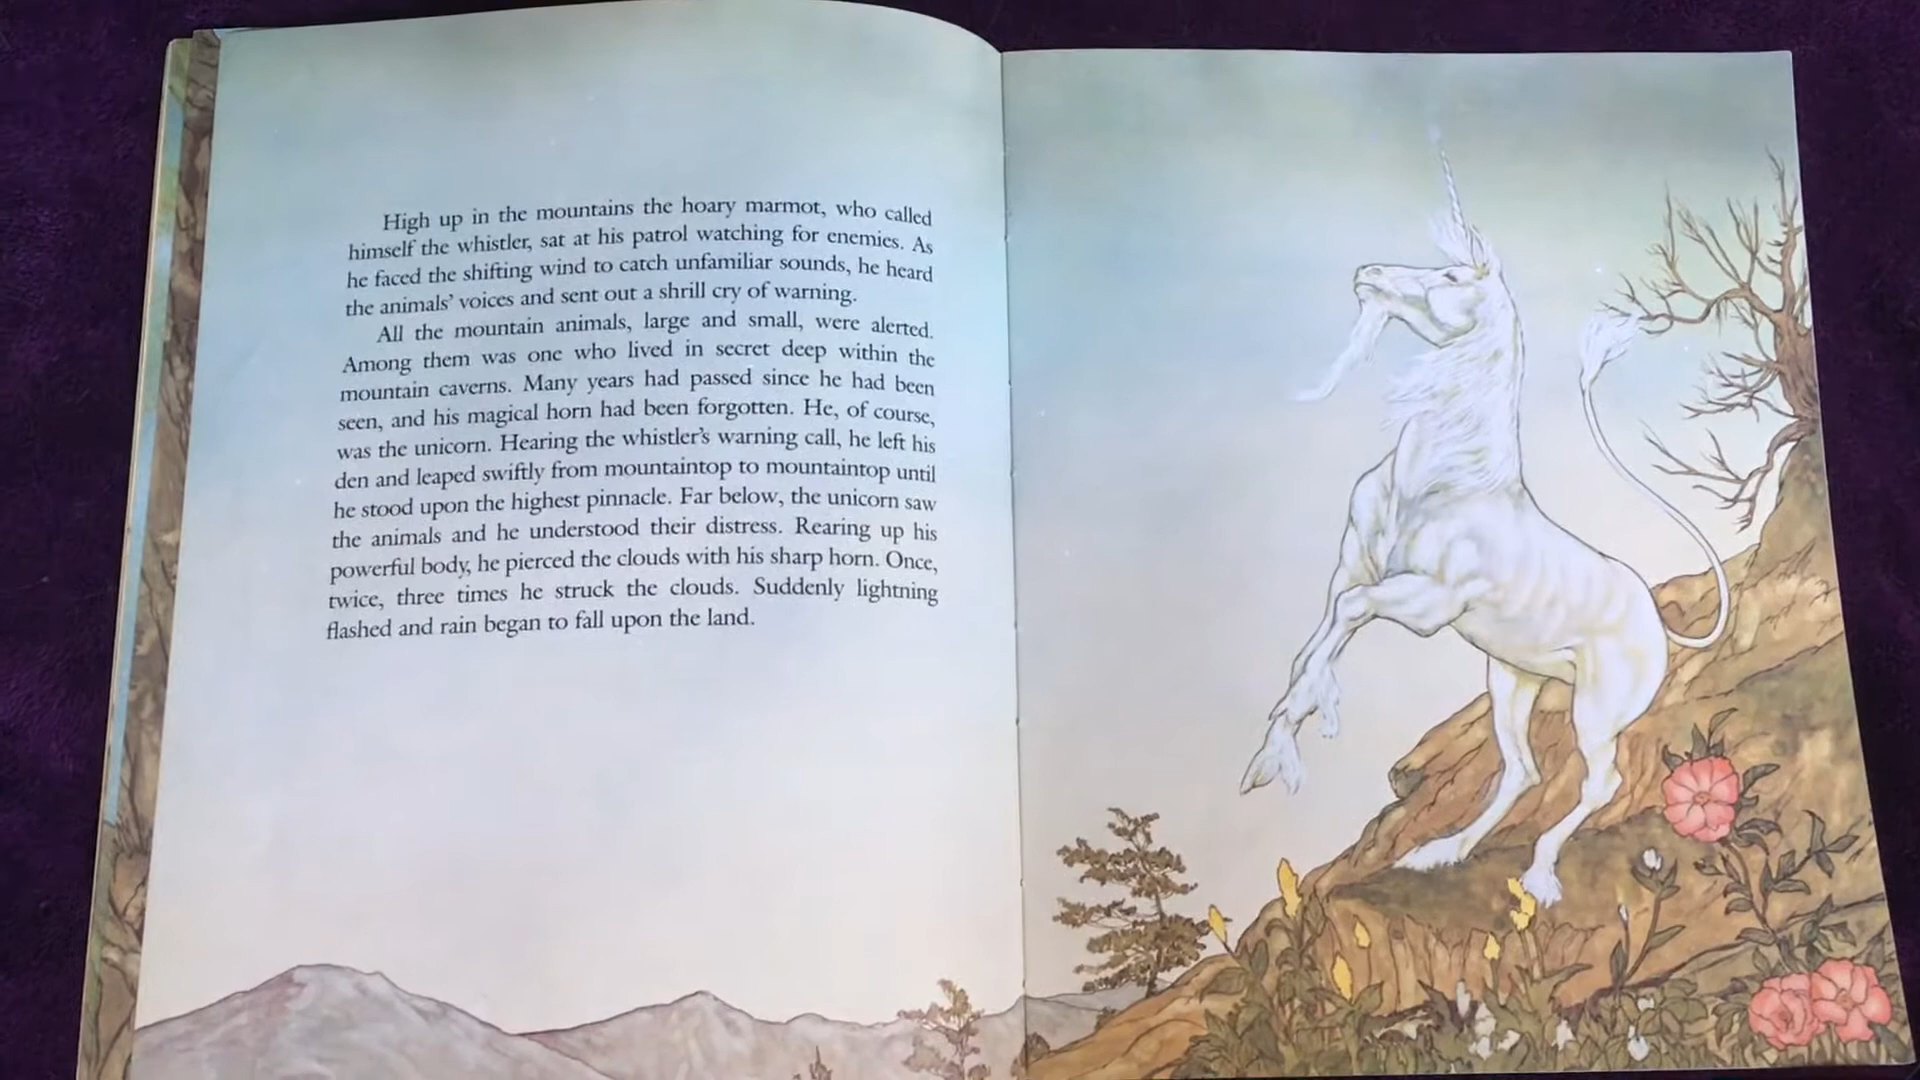 High up in the mountains the hoary marmot, who called
himself the whistler, sat at his patrol watching for enemies. As
he faced the shifting wind to catch unfamiliar sounds, he heard
the animals’ voices and sent out a shrill cry of warning.
All the mountain animals, large and small, were alerted.
Among them was one who lived in secret deep within the
mountain caverns. Many years had passed since he had been
seen, and his magical horn had been forgotten. He, of course,
was the unicorn. Hearing the whistler’s warning call, he left his
den and leaped swiftly from mountaintop to mountaintop until
he stood upon the highest pinnacle. Far below, the unicorn saw
the animals and he understood their distress. Rearing up his
powerful body, he pierced the clouds with his sharp horn. Once,
twice, three times he struck the clouds. Suddenly lightning
flashed and rain began to fall upon the land.